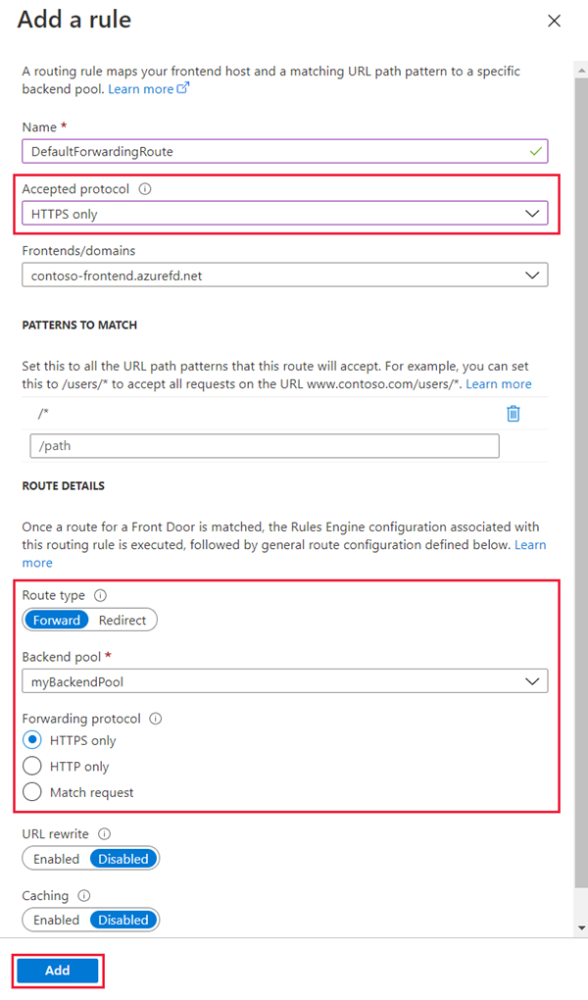 Add a rule
A routing rule maps your frontend host and a matching URL path pattern to a specific
backend pool. Learn more
Name *
DefaultForwardingRoute
Accepted protocol
HTTPS only
Frontends/domains
contoso-frontend.azurefd.net
PATTERNS TO MATCH
Set this to all the URL path patterns that this route will accept. For example, you can set
this to /users/* to accept all requests on the URL www.contoso.com/users/*. Learn more
/*
/path
ROUTE DETAILS
Once a route for a Front Door is matched, the Rules Engine configuration associated with
this routing rule is executed, followed by general route configuration defined below. Learn
more
Route type
Forward Redirect
Backend pool *
myBackendPool
Forwarding protocol
HTTPS only
HTTP only
Match request
URL rewrite
Enabled Disabled
Caching
Enabled Disabled
Add